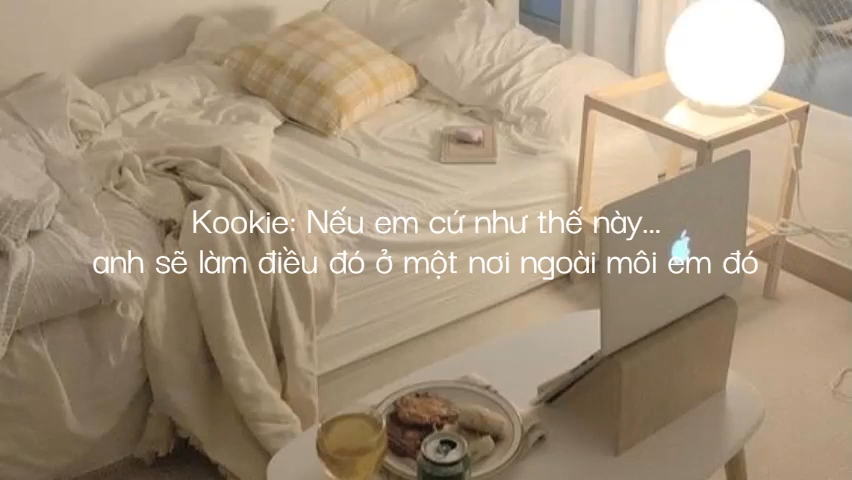 Kookie: Nếu em cứ như thế này...
anh sẽ làm điều đó ở một nơi ngoài môi em đó